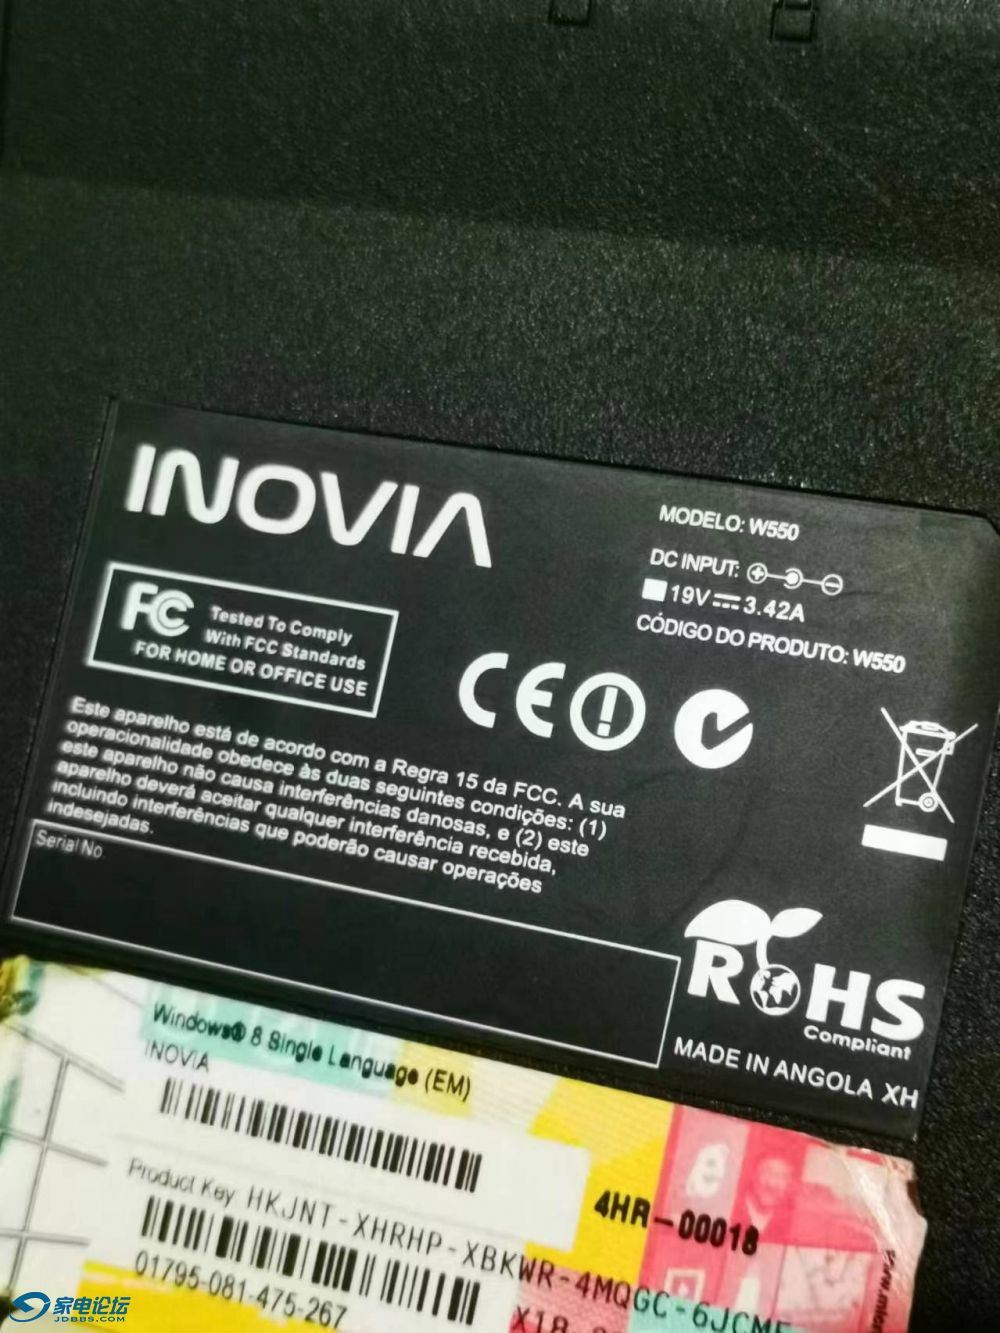 INOVIA
MODELO: W550
DC INPUT:
19V 3.42A
CÓDIGO DO PRODUTO: W550
FC Tested To Comply
With FCC Standards
FOR HOME OR OFFICE USE
CE
Este aparelho está de acordo com a Regra 15 da FCC. A sua
operacionalidade obedece às duas seguintes condições: (1)
este aparelho não causa interferências danosas, e (2) este
aparelho deverá aceitar qualquer interferência recebida,
incluindo interferências que poderão causar operações
indesejadas.
Serial No.
ROHS
Compliant
MADE IN ANGOLA XH
Windows® 8 Single Language (EM)
INOVIA
Product Key HKJNT-XHRHP-XBKWR-4MQGC-6JCMF
4HR-00018
01795-081-475-267
X18
家电论坛
JDBBS.COM